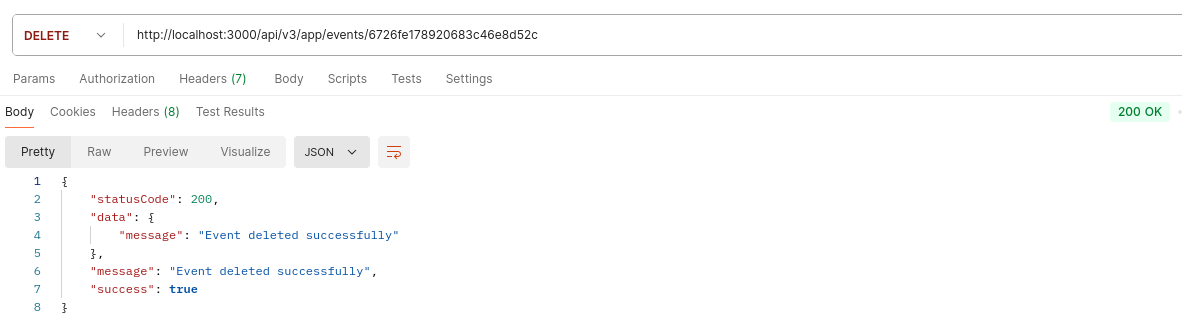 DELETE http://localhost:3000/api/v3/app/events/6726fe178920683c46e8d52c
Params Authorization Headers (7) Body Scripts Tests Settings
Body Cookies Headers (8) Test Results 200 OK
Pretty Raw Preview Visualize JSON
1 {
2     "statusCode": 200,
3     "data": {
4         "message": "Event deleted successfully"
5     },
6     "message": "Event deleted successfully",
7     "success": true
8 }